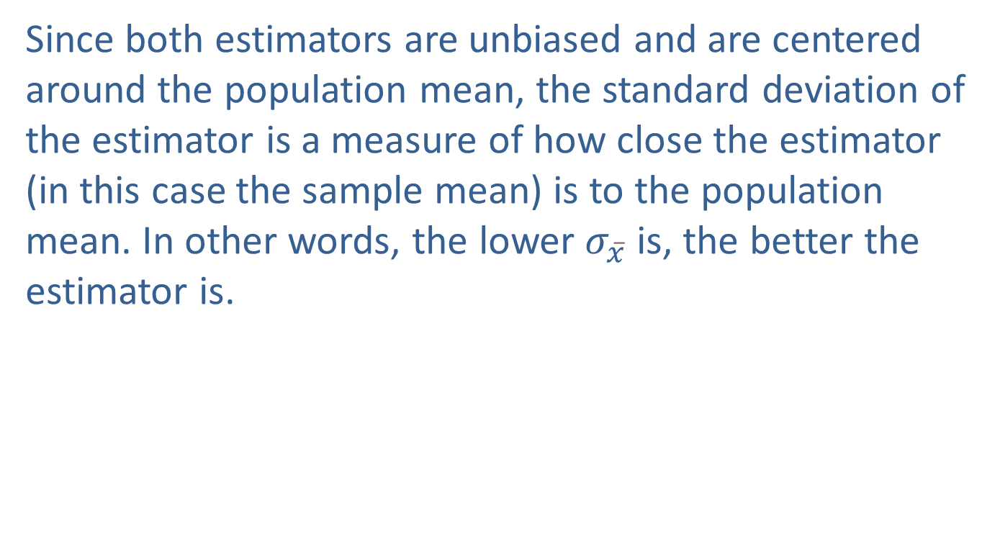 Since both estimators are unbiased and are centered
around the population mean, the standard deviation of
the estimator is a measure of how close the estimator
(in this case the sample mean) is to the population
mean. In other words, the lower 𝜎𝑥̅ is, the better the
estimator is.